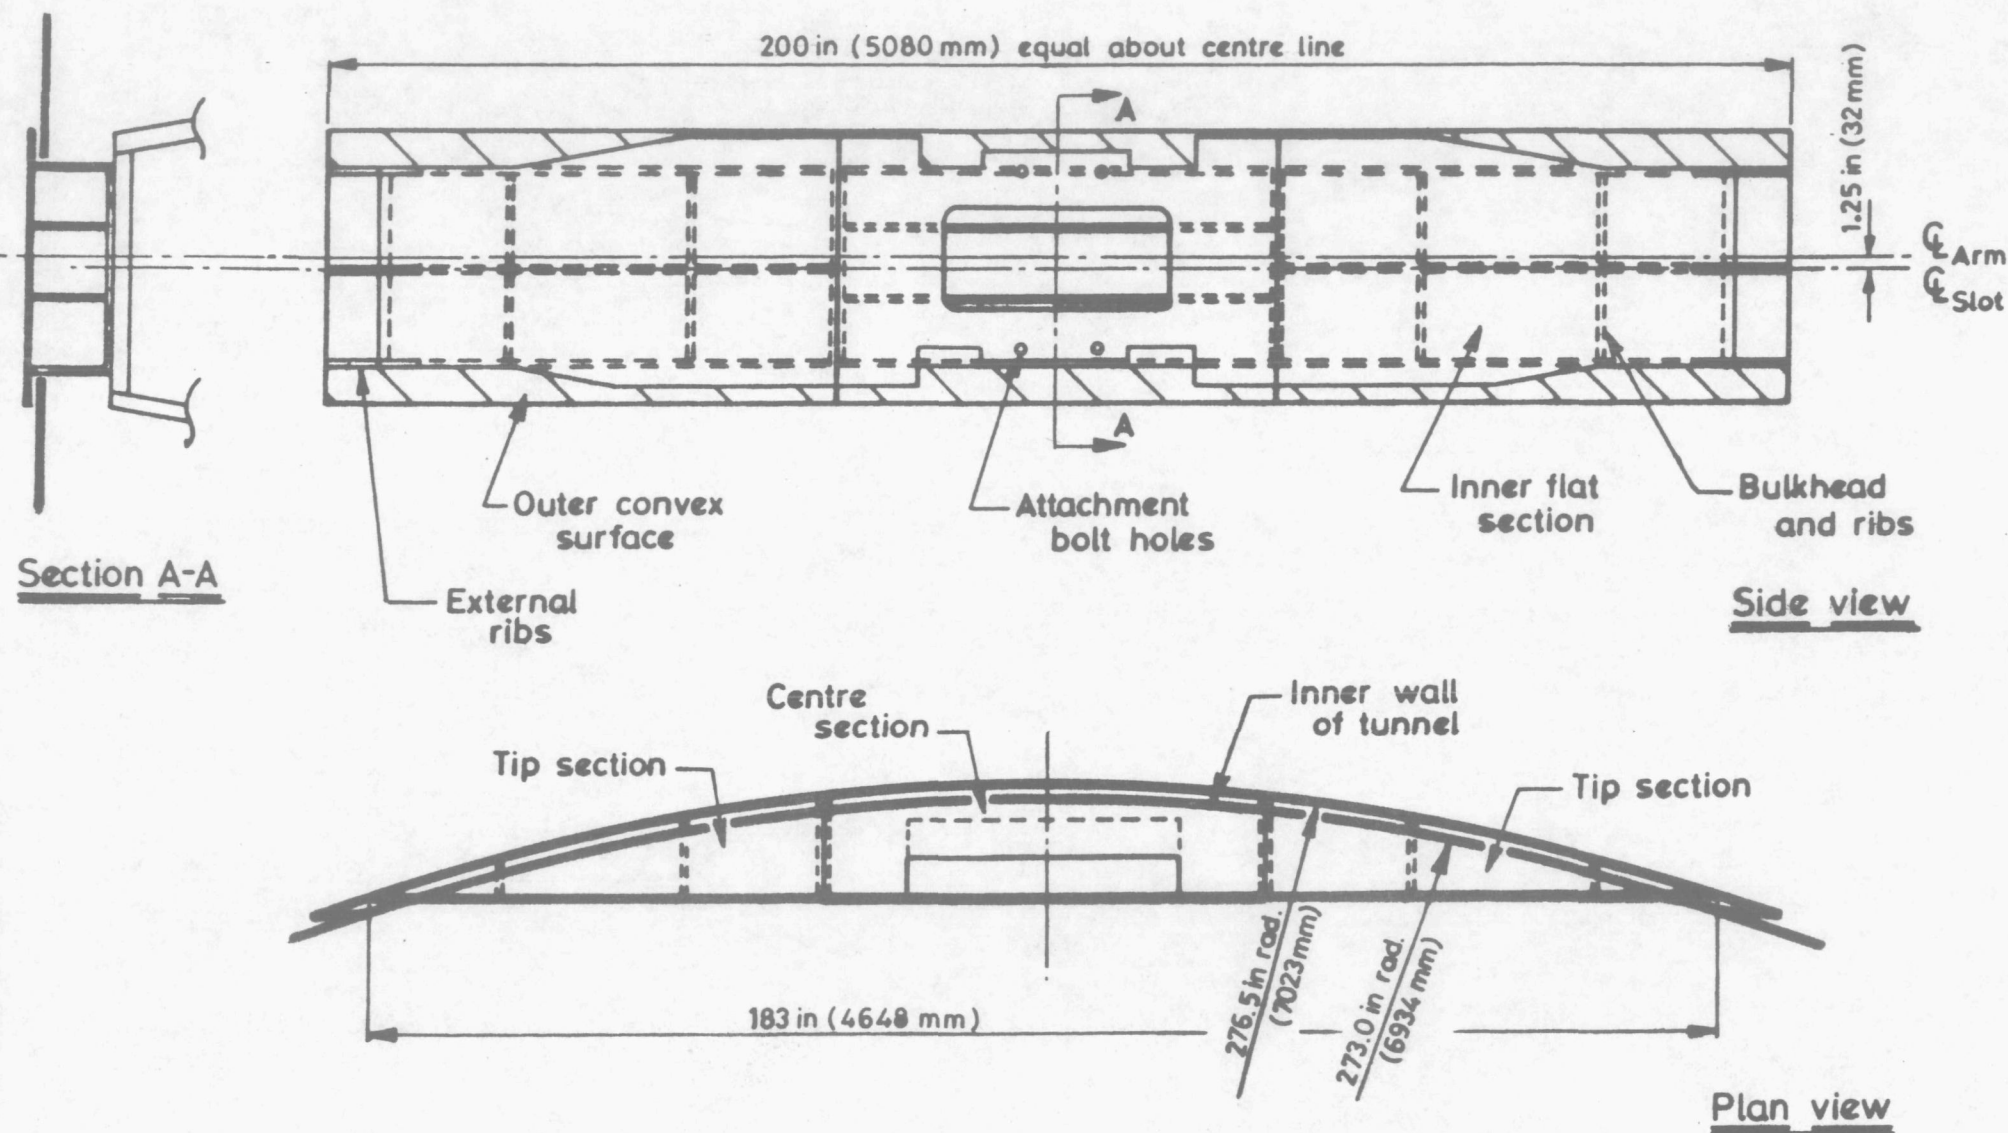 200 in (5080 mm) equal about centre line
A
1.25 in (32 mm)
℄ Arm
℄ Slot
A
Outer convex
surface
Attachment
bolt holes
Inner flat
section
Bulkhead
and ribs
Section A-A
External
ribs
Side view
Centre
section
Inner wall
of tunnel
Tip section
Tip section
276.5 in rad.
(7023 mm)
273.0 in rad.
(6934 mm)
183 in (4648 mm)
Plan view